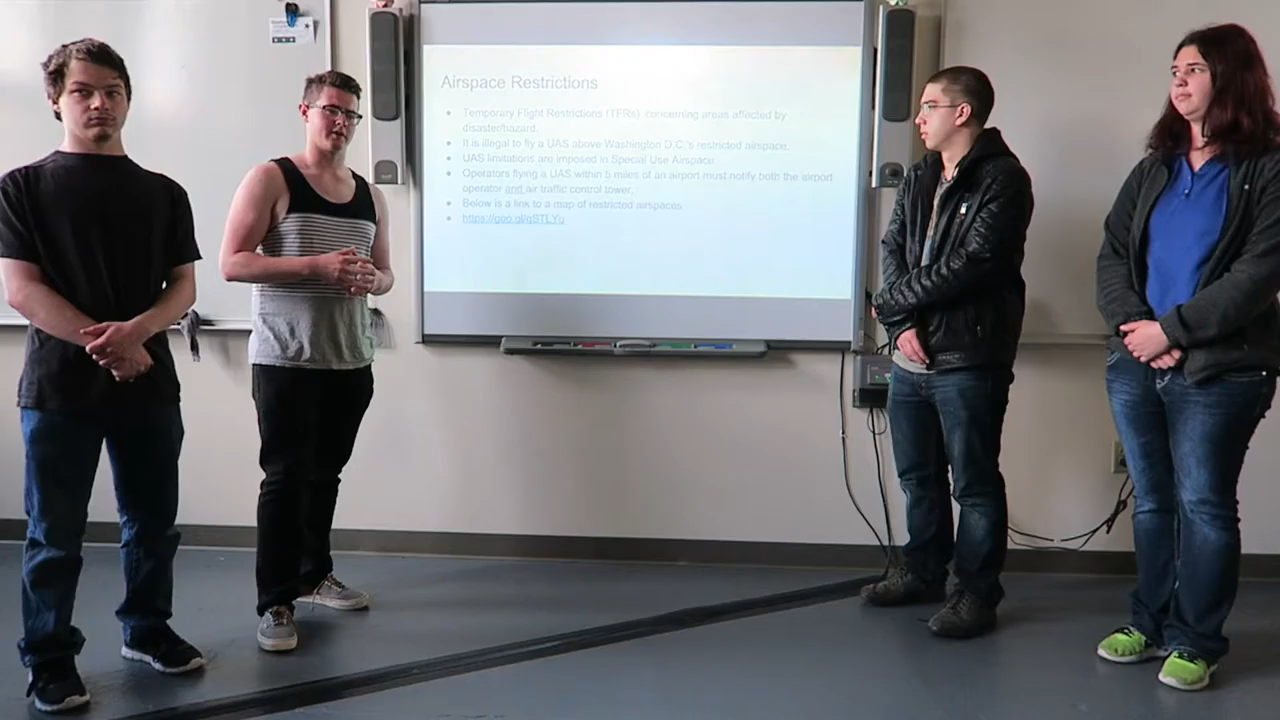 Airspace Restrictions
Temporary Flight Restrictions (TFRs) concerning areas affected by
disaster/hazard.
It is illegal to fly a UAS above Washington D.C.'s restricted airspace.
UAS limitations are imposed in Special Use Airspace.
Operators flying a UAS within 5 miles of an airport must notify both the airport
operator and air traffic control tower.
Below is a link to a map of restricted airspaces.